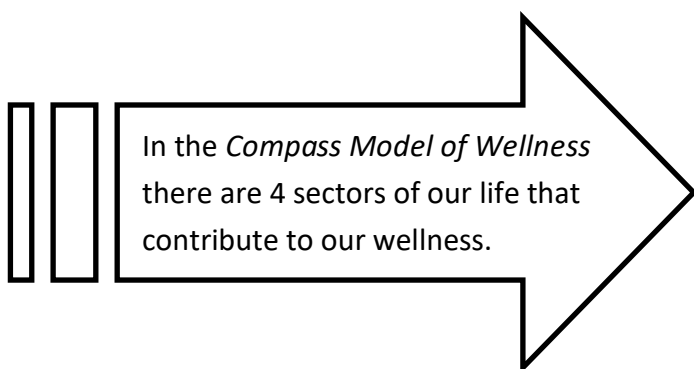 In the Compass Model of Wellness
there are 4 sectors of our life that
contribute to our wellness.